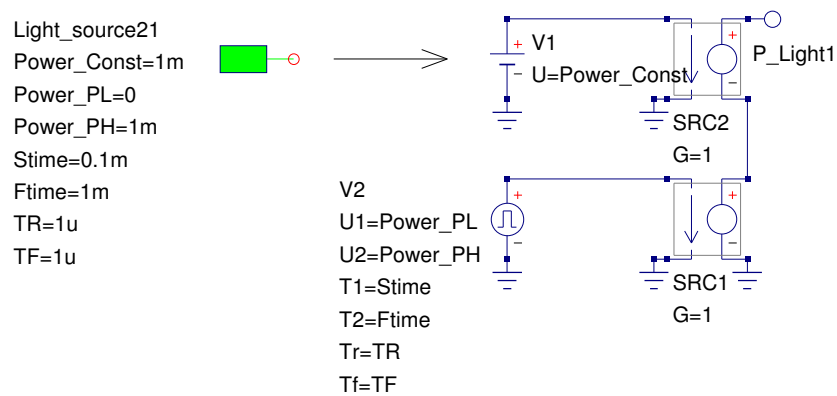 Light_source21
Power_Const=1m
Power_PL=0
Power_PH=1m
Stime=0.1m
Ftime=1m
TR=1u
TF=1u
V1
U=Power_Const
P_Light1
SRC2
G=1
V2
U1=Power_PL
U2=Power_PH
T1=Stime
T2=Ftime
Tr=TR
Tf=TF
SRC1
G=1